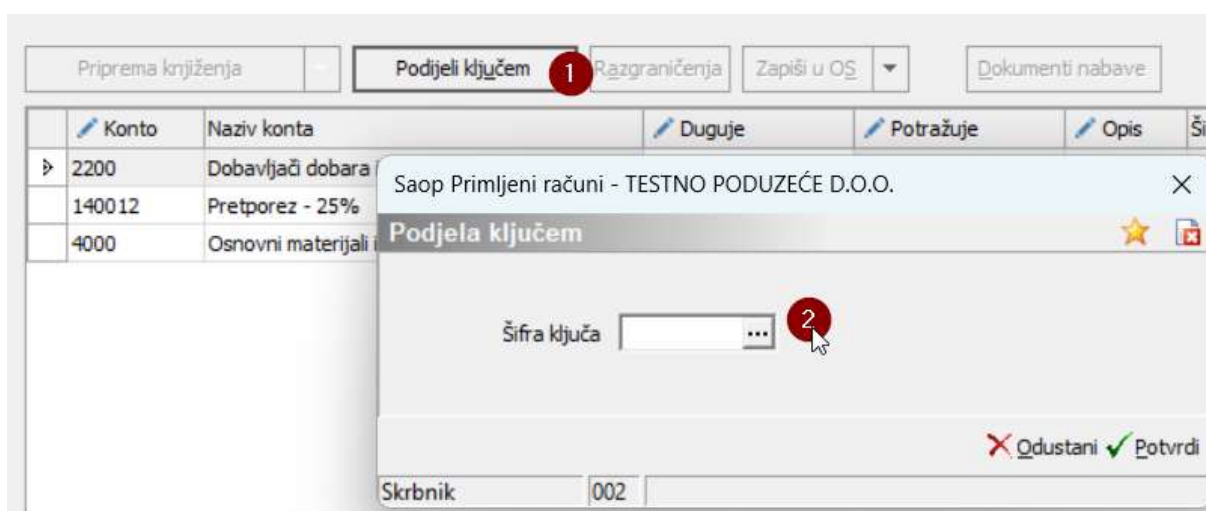 Priprema knjiženja Podijeli ključem 1 Razgraničenja Zapiši u OS Dokumenti nabave
Konto Naziv konta Duguje Potražuje Opis
2200 Dobavljači dobara
140012 Pretporez - 25%
4000 Osnovni materijali i
Saop Primljeni računi - TESTNO PODUZEĆE D.O.O.
Podjela ključem
Šifra ključa ... 2
Odustani Potvrdi
Skrbnik 002